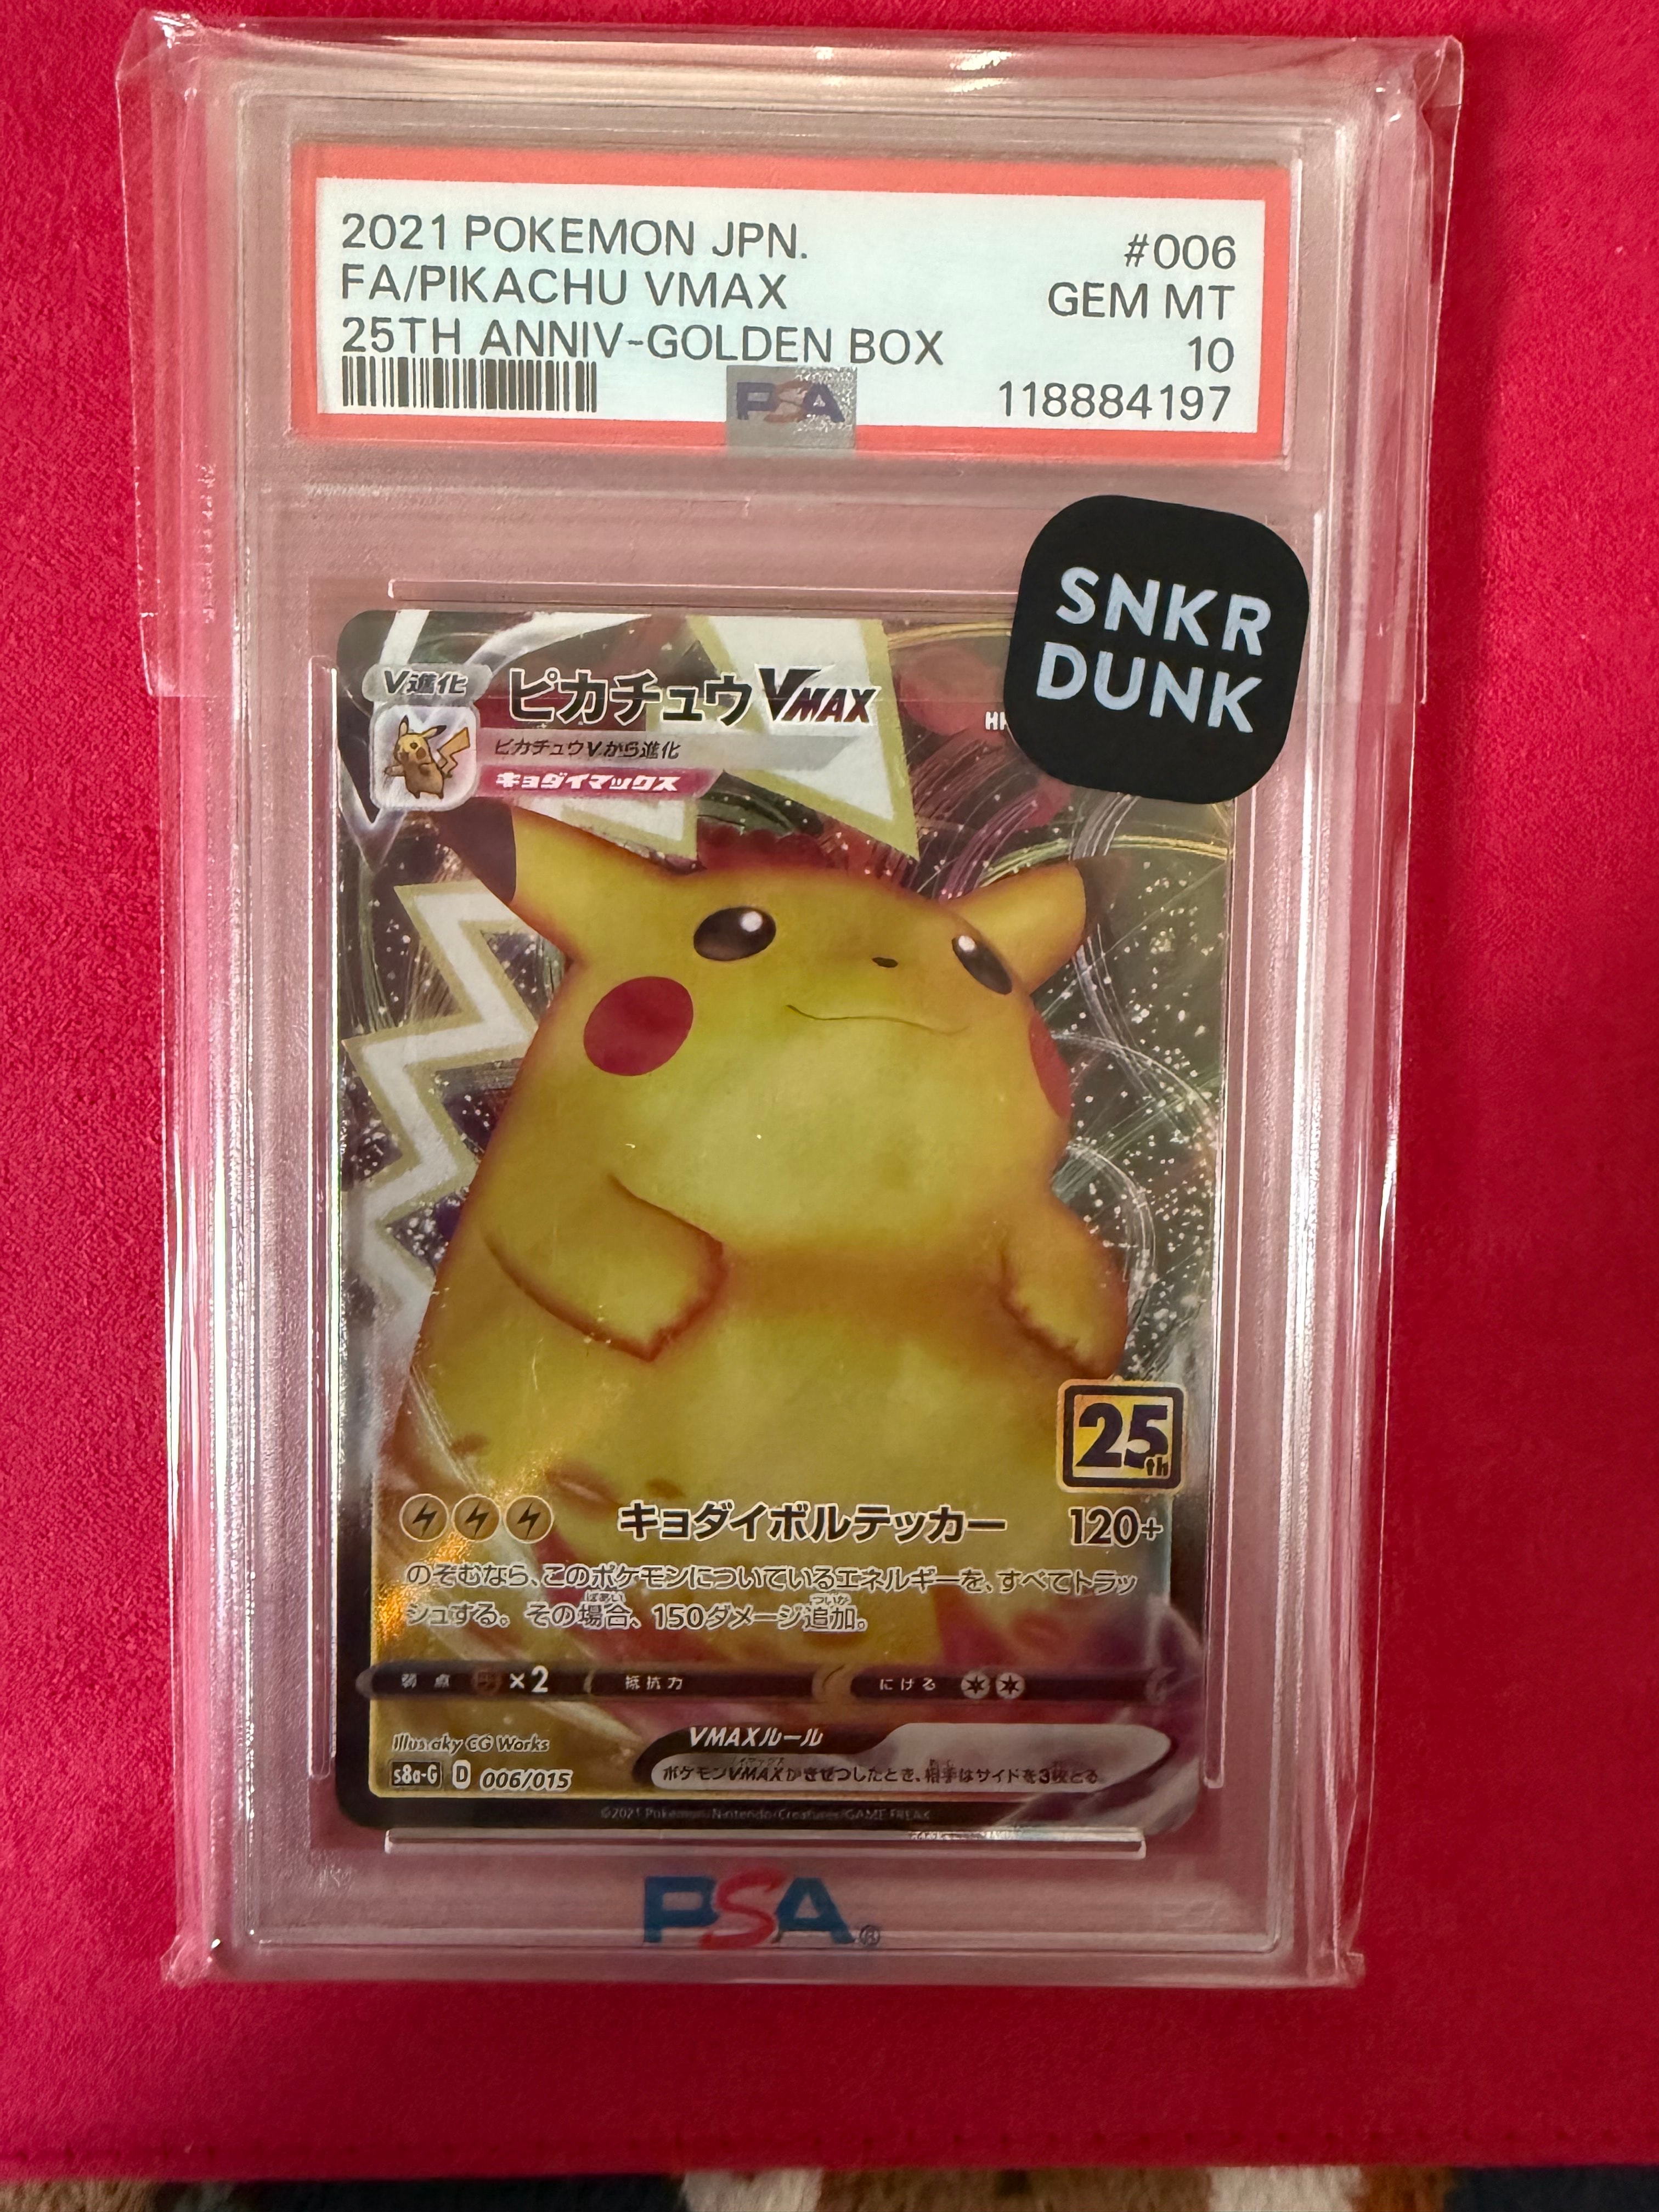 2021 POKEMON JPN. #006
FA/PIKACHU VMAX GEM MT
25TH ANNIV-GOLDEN BOX 10
PSA 118884197
SNKR
DUNK
V進化
ピカチュウVMAX
ピカチュウVから進化
キョダイマックス
25th
キョダイボルテッカー 120+
のぞむなら、このポケモンについているエネルギーを、すべてトラッ
シュする。その場合、150ダメージ追加。
弱点 ×2 抵抗力 にげる
Illus. aky CG Works
VMAXルール
s8a-G D 006/015
ポケモンVMAXがきぜつしたとき、相手はサイドを3枚とる。
©2021 Pokémon/Nintendo/Creatures/GAME FREAK.
PSA®